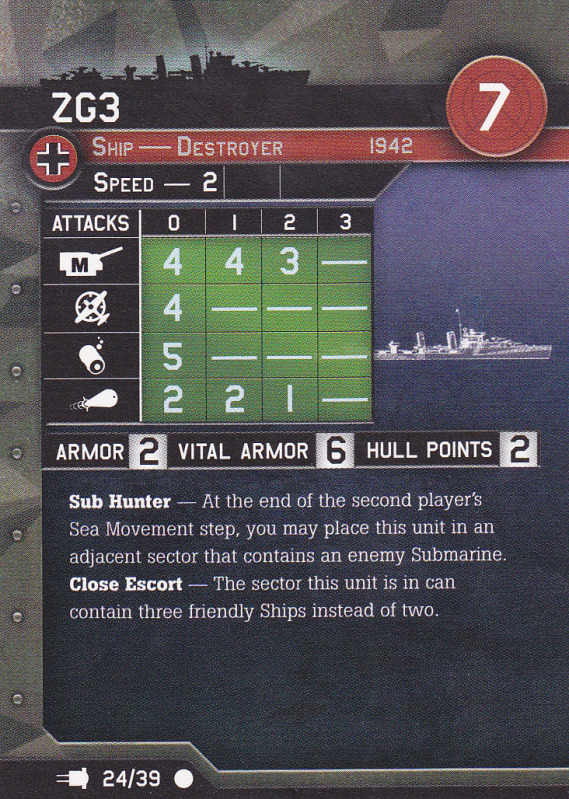 ZG3
7
Ship — Destroyer 1942
Speed — 2
ATTACKS 0 1 2 3
M 4 4 3 —
4 — — —
5 — — —
2 2 1 —
ARMOR 2 VITAL ARMOR 6 HULL POINTS 2
Sub Hunter — At the end of the second player's
Sea Movement step, you may place this unit in an
adjacent sector that contains an enemy Submarine.
Close Escort — The sector this unit is in can
contain three friendly Ships instead of two.
24/39